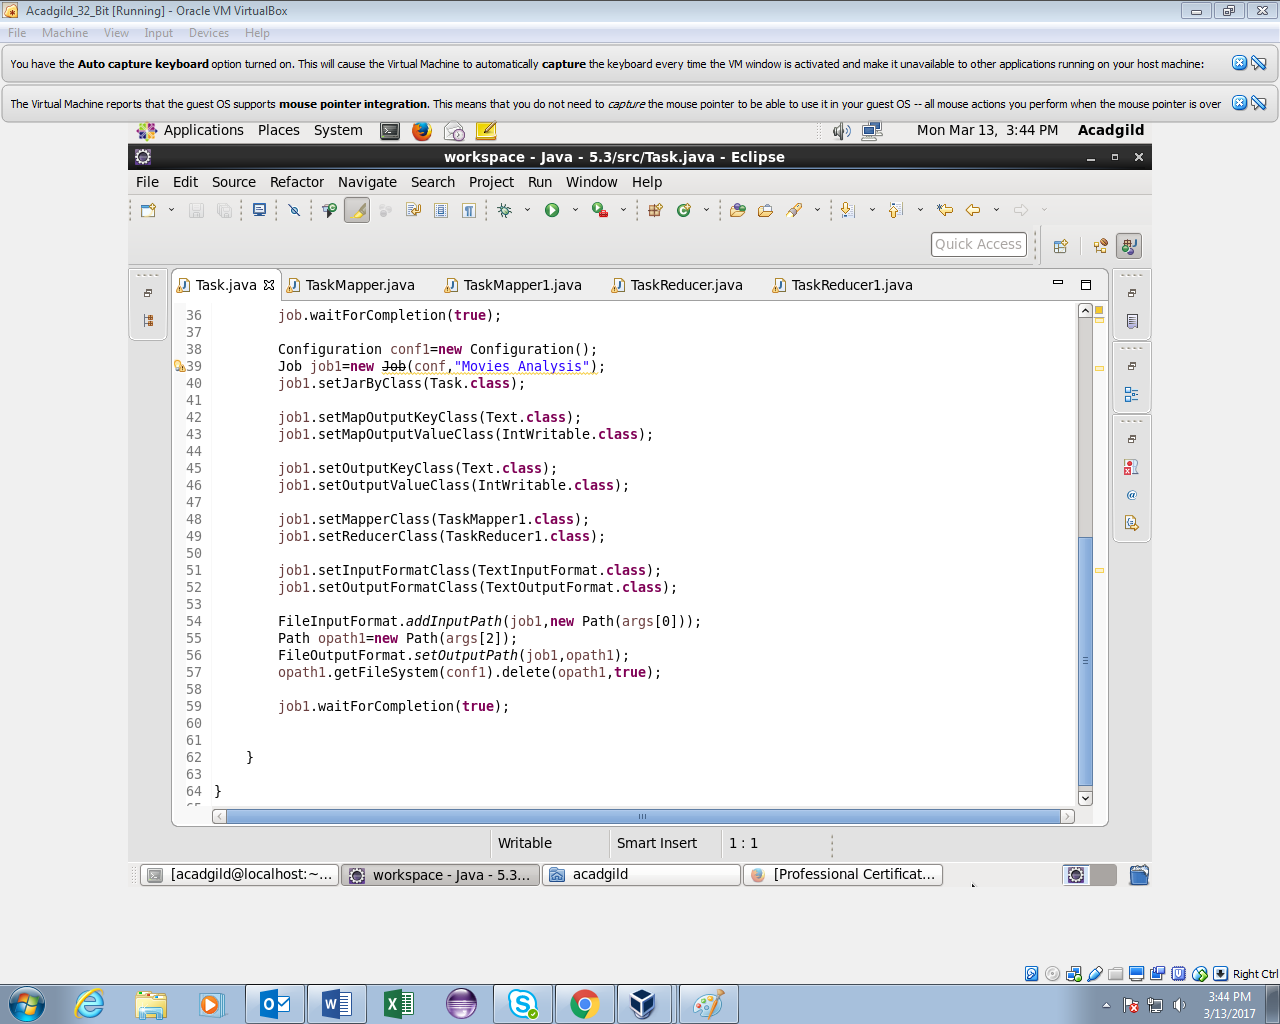 Acadgild_32_Bit [Running] - Oracle VM VirtualBox
File Machine View Input Devices Help
You have the Auto capture keyboard option turned on. This will cause the Virtual Machine to automatically capture the keyboard every time the VM window is activated and make it unavailable to other applications running on your host machine:
The Virtual Machine reports that the guest OS supports mouse pointer integration. This means that you do not need to capture the mouse pointer to be able to use it in your guest OS -- all mouse actions you perform when the mouse pointer is over
Applications Places System Mon Mar 13, 3:44 PM Acadgild
workspace - Java - 5.3/src/Task.java - Eclipse
File Edit Source Refactor Navigate Search Project Run Window Help
Quick Access
Task.java TaskMapper.java TaskMapper1.java TaskReducer.java TaskReducer1.java
36 job.waitForCompletion(true);
37
38 Configuration conf1=new Configuration();
39 Job job1=new Job(conf,"Movies Analysis");
40 job1.setJarByClass(Task.class);
41
42 job1.setMapOutputKeyClass(Text.class);
43 job1.setMapOutputValueClass(IntWritable.class);
44
45 job1.setOutputKeyClass(Text.class);
46 job1.setOutputValueClass(IntWritable.class);
47
48 job1.setMapperClass(TaskMapper1.class);
49 job1.setReducerClass(TaskReducer1.class);
50
51 job1.setInputFormatClass(TextInputFormat.class);
52 job1.setOutputFormatClass(TextOutputFormat.class);
53
54 FileInputFormat.addInputPath(job1,new Path(args[0]));
55 Path opath1=new Path(args[2]);
56 FileOutputFormat.setOutputPath(job1,opath1);
57 opath1.getFileSystem(conf1).delete(opath1,true);
58
59 job1.waitForCompletion(true);
60
61
62 }
63
64 }
Writable Smart Insert 1 : 1
[acadgild@localhost:~... workspace - Java - 5.3... acadgild [Professional Certificat...
Right Ctrl
3:44 PM
3/13/2017